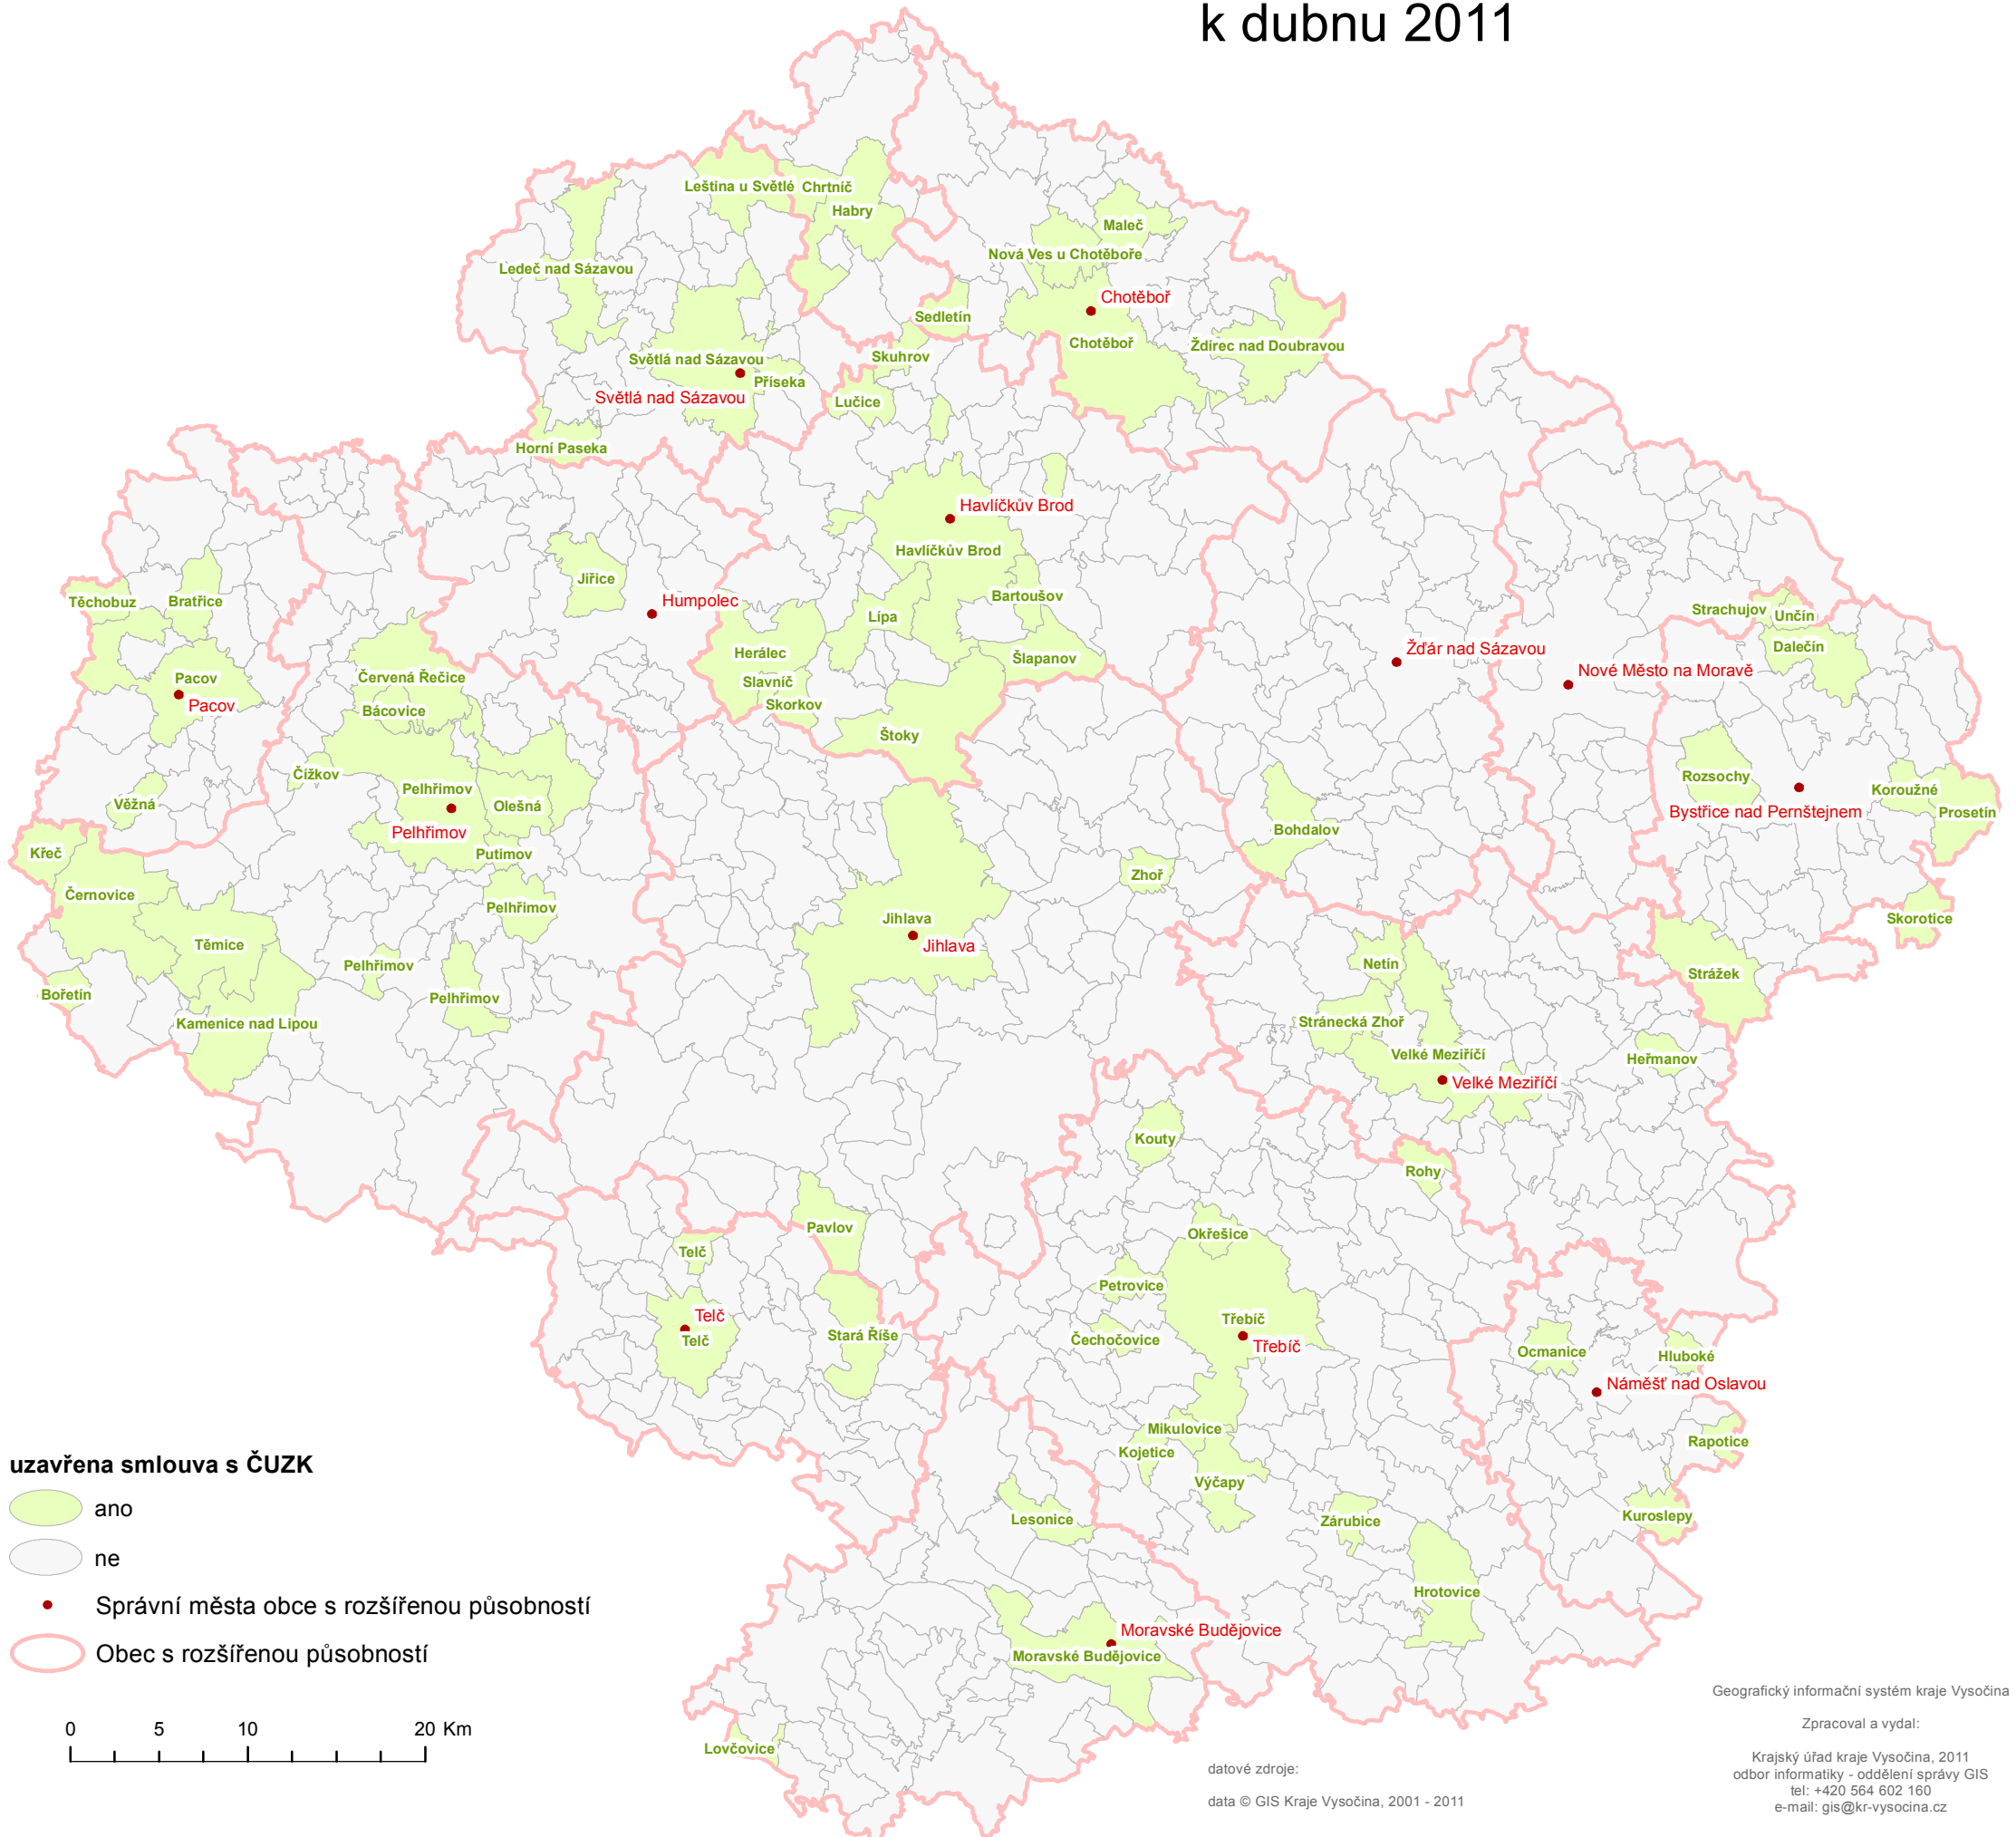 k dubnu 2011
Leština u Světlé
Chrtníč
Habry
Maleč
Nová Ves u Chotěboře
Ledeč nad Sázavou
Chotěboř
Sedletín
Chotěboř
Ždírec nad Doubravou
Skuhrov
Světlá nad Sázavou
Příseka
Světlá nad Sázavou
Lučice
Horní Paseka
Havlíčkův Brod
Havlíčkův Brod
Jiřice
Bartoušov
Těchobuz
Bratřice
Humpolec
Lípa
Strachujov
Unčín
Dalečín
Herálec
Šlapanov
Žďár nad Sázavou
Nové Město na Moravě
Pacov
Červená Řečice
Slavníč
Pacov
Bácovice
Skorkov
Štoky
Čížkov
Rozsochy
Pelhřimov
Koroužné
Věžná
Olešná
Bystřice nad Pernštejnem
Prosetín
Pelhřimov
Bohdalov
Křeč
Putimov
Zhoř
Černovice
Pelhřimov
Jihlava
Skorotice
Těmice
Jihlava
Pelhřimov
Netín
Strážek
Bořetín
Pelhřimov
Kamenice nad Lipou
Stránecká Zhoř
Velké Meziříčí
Heřmanov
Velké Meziříčí
Kouty
Rohy
Pavlov
Okřešice
Telč
Petrovice
Telč
Třebíč
Telč
Stará Říše
Čechočovice
Třebíč
Ocmanice
Hluboké
Náměšť nad Oslavou
Mikulovice
Rapotice
Kojetice
Výčapy
Lesonice
Zárubice
Kuroslepy
Hrotovice
Moravské Budějovice
Moravské Budějovice
Lovčovice
uzavřena smlouva s ČUZK
ano
ne
Správní města obce s rozšířenou působností
Obec s rozšířenou působností
0 5 10 20 Km
datové zdroje:
data © GIS Kraje Vysočina, 2001 - 2011
Geografický informační systém kraje Vysočina
Zpracoval a vydal:
Krajský úřad kraje Vysočina, 2011
odbor informatiky - oddělení správy GIS
tel: +420 564 602 160
e-mail: gis@kr-vysocina.cz